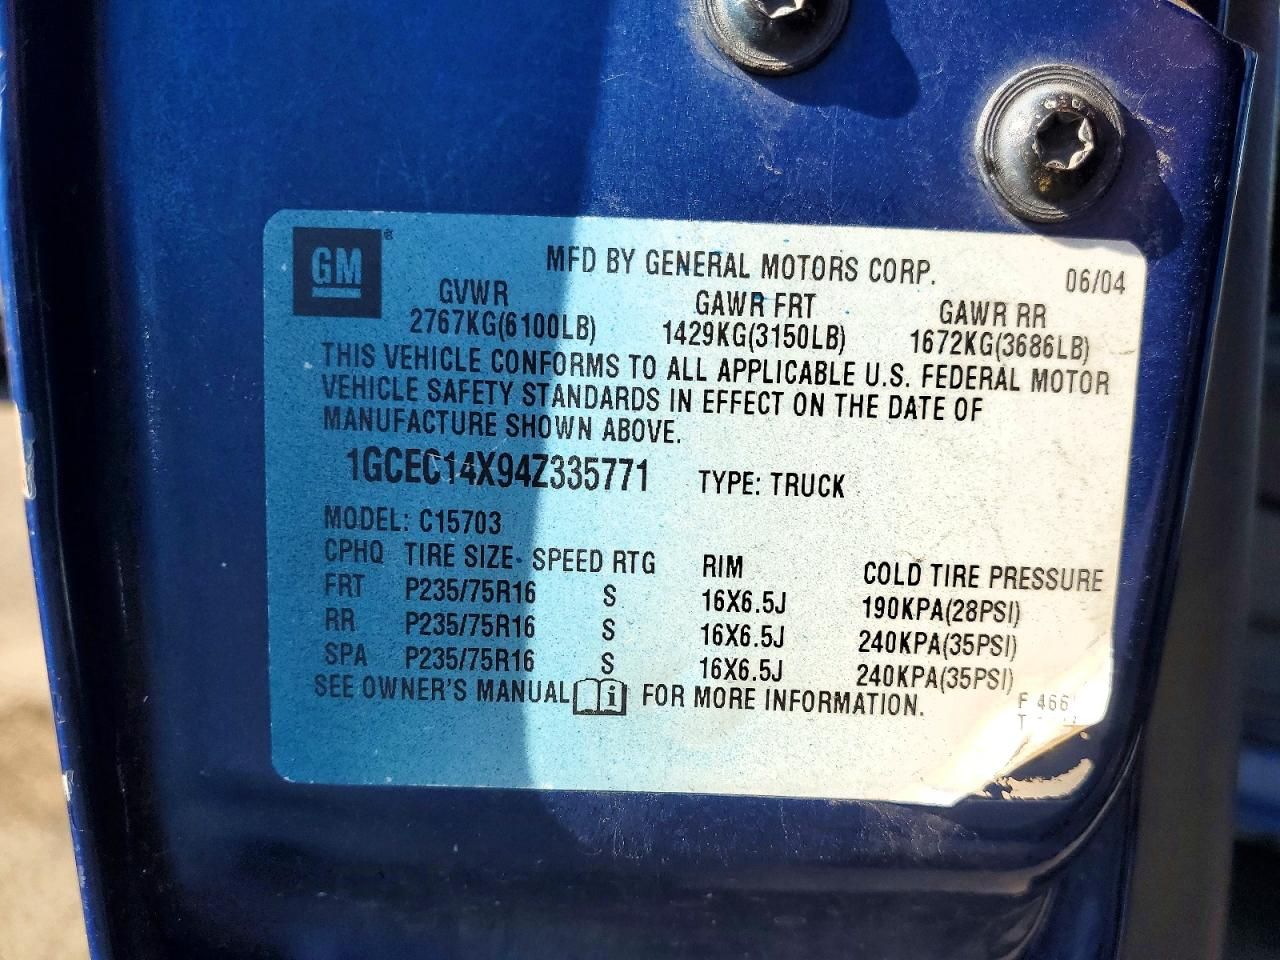 GM ®
MFD BY GENERAL MOTORS CORP. 06/04
GVWR GAWR FRT GAWR RR
2767KG(6100LB) 1429KG(3150LB) 1672KG(3686LB)
THIS VEHICLE CONFORMS TO ALL APPLICABLE U.S. FEDERAL MOTOR
VEHICLE SAFETY STANDARDS IN EFFECT ON THE DATE OF
MANUFACTURE SHOWN ABOVE.
1GCEC14X94Z335771 TYPE: TRUCK
MODEL: C15703
CPHQ TIRE SIZE SPEED RTG RIM COLD TIRE PRESSURE
FRT P235/75R16 S 16X6.5J 190KPA(28PSI)
RR P235/75R16 S 16X6.5J 240KPA(35PSI)
SPA P235/75R16 S 16X6.5J 240KPA(35PSI)
SEE OWNER'S MANUAL i FOR MORE INFORMATION.
F
T